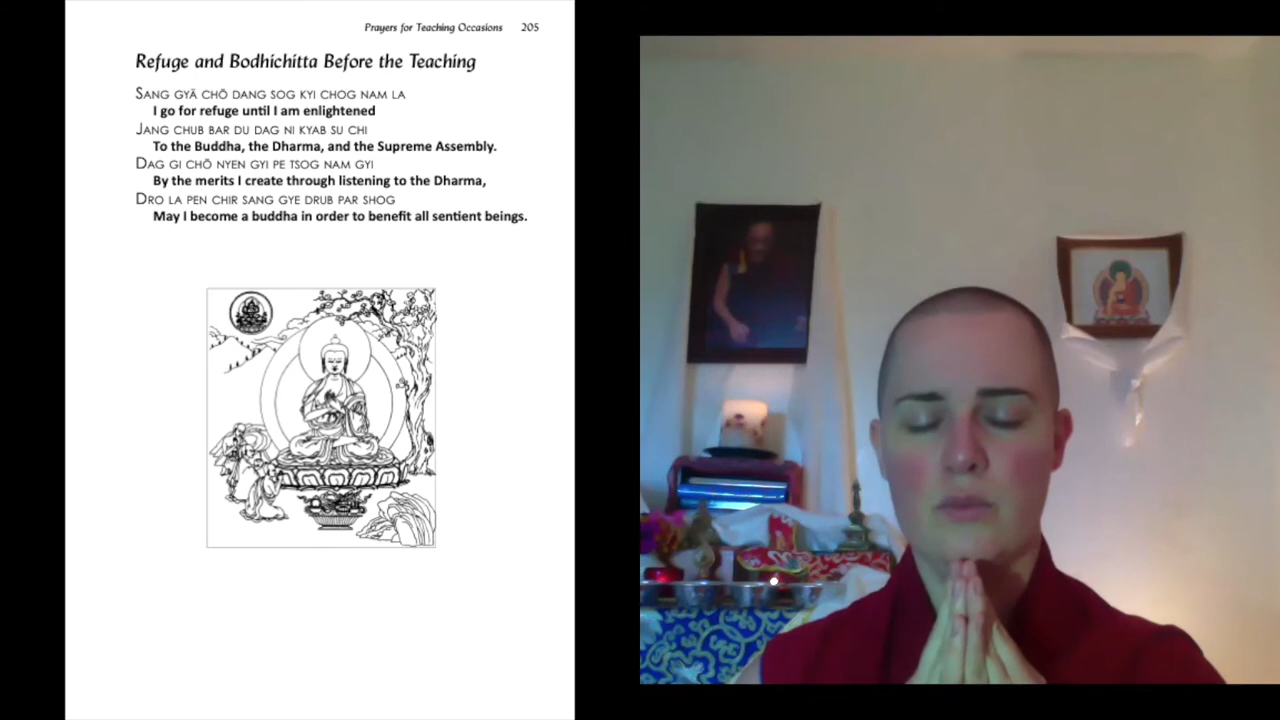 Prayers for Teaching Occasions 205
Refuge and Bodhichitta Before the Teaching
SANG GYÄ CHÖ DANG SOG KYI CHOG NAM LA
I go for refuge until I am enlightened
JANG CHUB BAR DU DAG NI KYAB SU CHI
To the Buddha, the Dharma, and the Supreme Assembly.
DAG GI CHÖ NYEN GYI PE TSOG NAM GYI
By the merits I create through listening to the Dharma,
DRO LA PEN CHIR SANG GYE DRUB PAR SHOG
May I become a buddha in order to benefit all sentient beings.